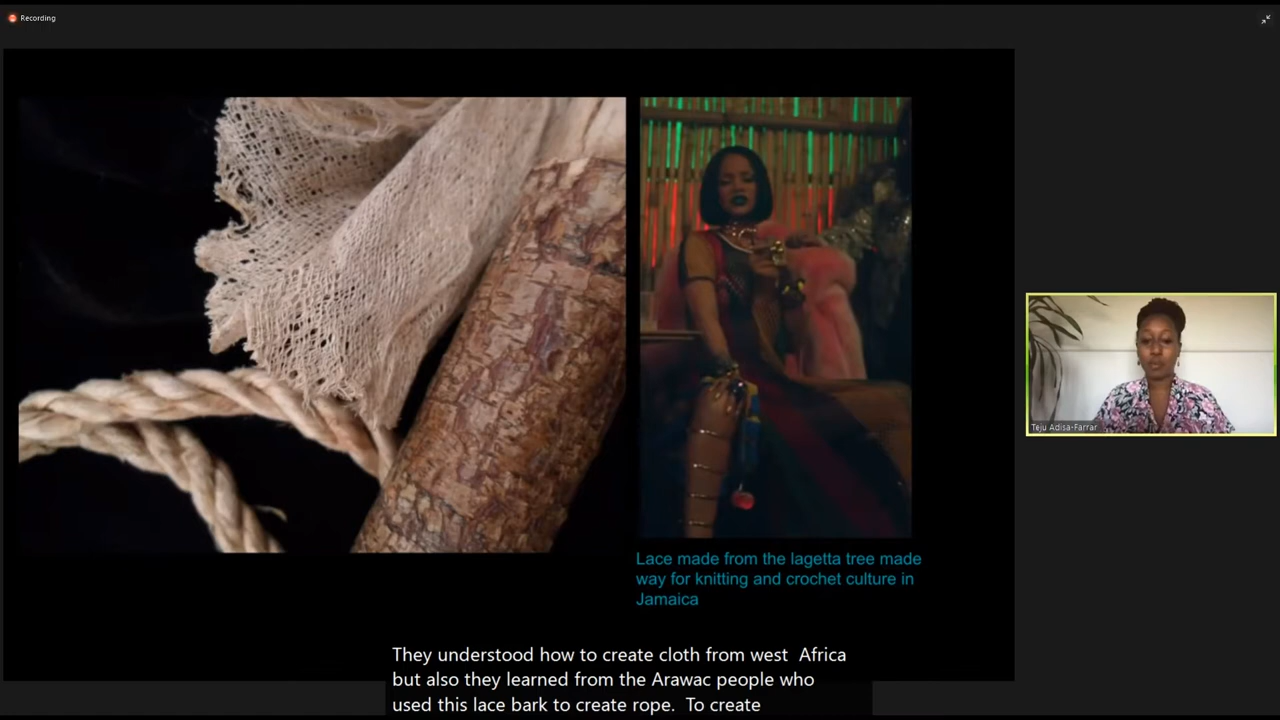 Recording
Lace made from the lagetta tree made
way for knitting and crochet culture in
Jamaica
Teju Adisa-Farrar
They understood how to create cloth from west  Africa
but also they learned from the Arawac people who
used this lace bark to create rope.  To create